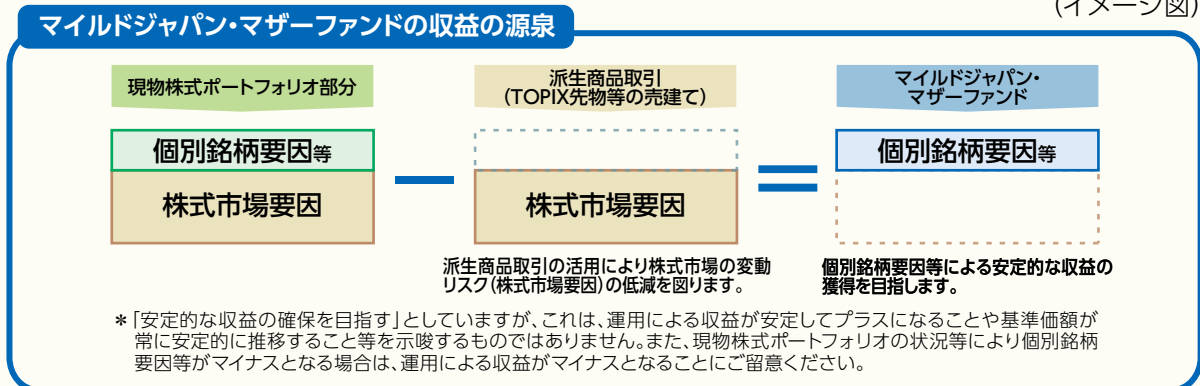 (イメージ図)
マイルドジャパン・マザーファンドの収益の源泉
現物株式ポートフォリオ部分
個別銘柄要因等
株式市場要因
派生商品取引
(TOPIX先物等の売建て)
株式市場要因
派生商品取引の活用により株式市場の変動
リスク(株式市場要因)の低減を図ります。
マイルドジャパン・
マザーファンド
個別銘柄要因等
個別銘柄要因等による安定的な収益の
獲得を目指します。
*「安定的な収益の確保を目指す」としていますが、これは、運用による収益が安定してプラスになることや基準価額が
常に安定的に推移すること等を示唆するものではありません。また、現物株式ポートフォリオの状況等により個別銘柄
要因等がマイナスとなる場合は、運用による収益がマイナスとなることにご留意ください。